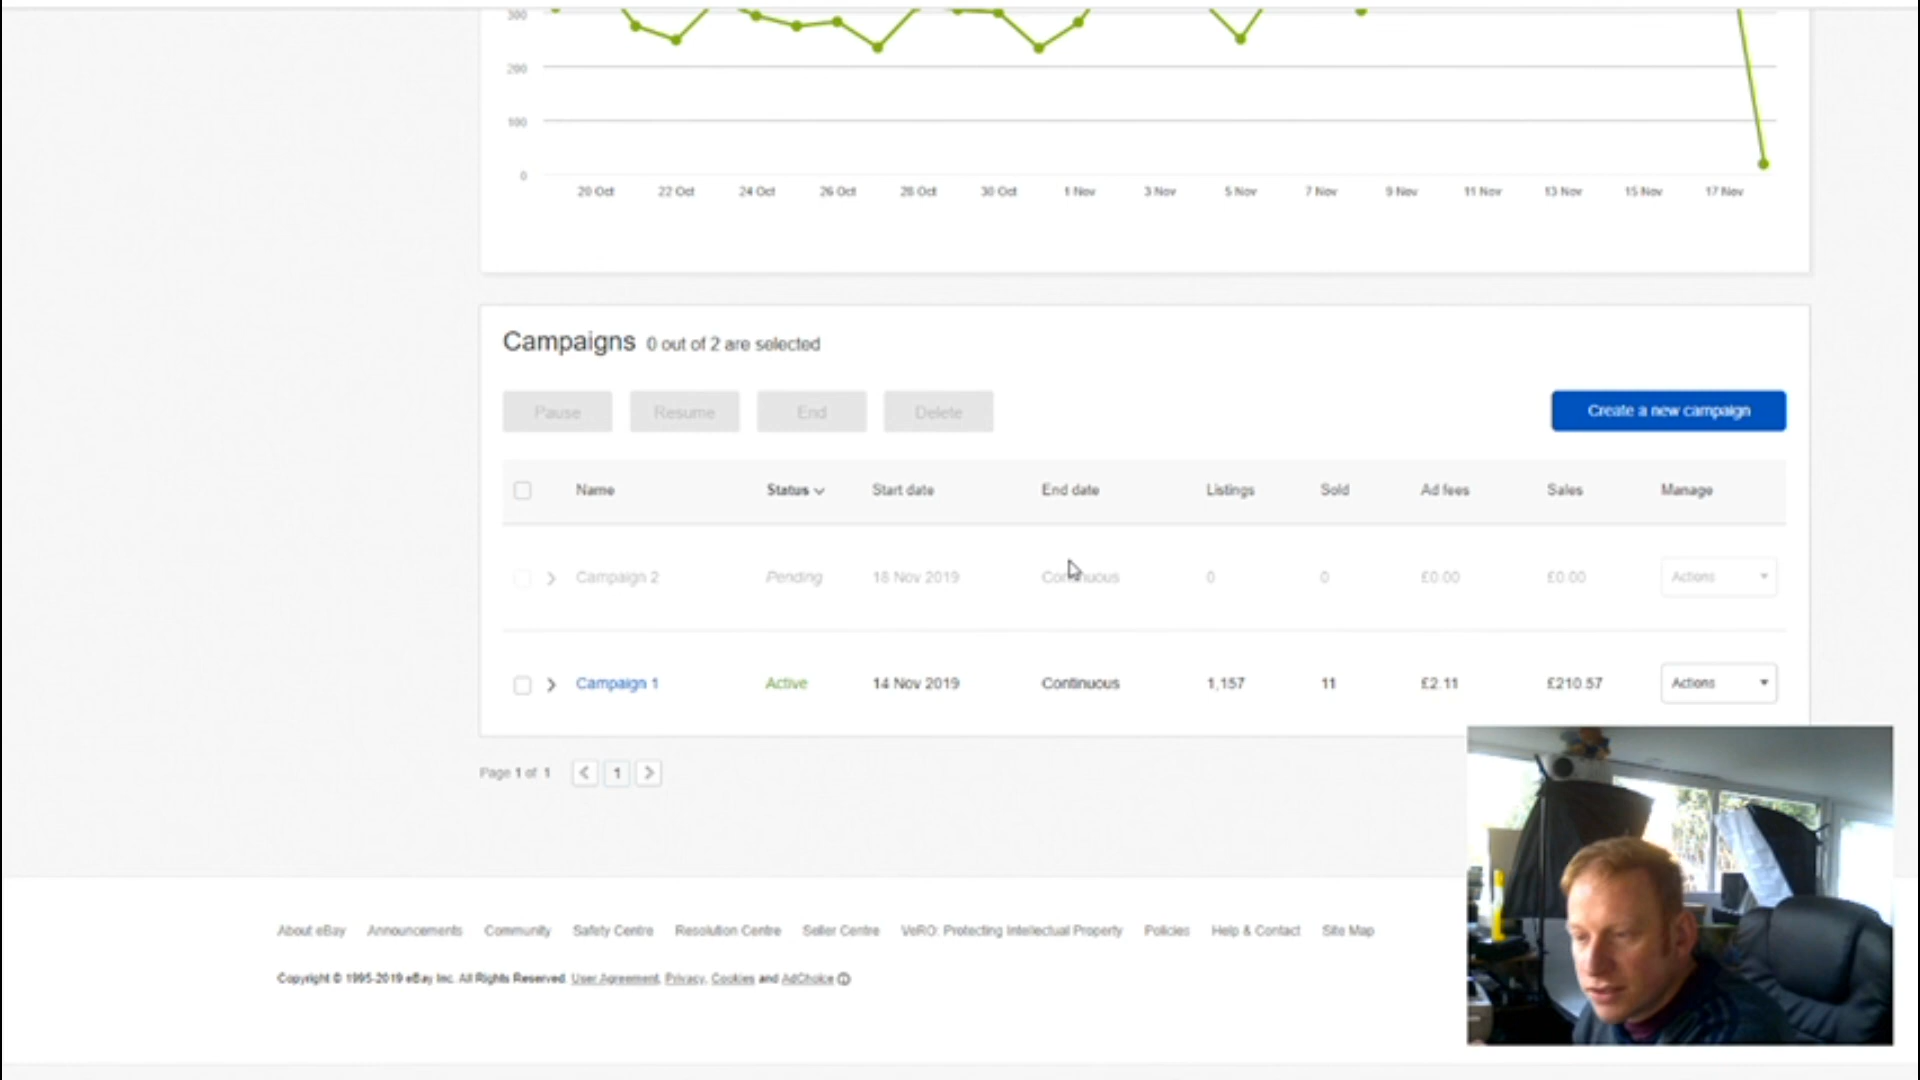 300
200
100
0
20 Oct 22 Oct 24 Oct 26 Oct 28 Oct 30 Oct 1 Nov 3 Nov 5 Nov 7 Nov 9 Nov 11 Nov 13 Nov 15 Nov 17 Nov
Campaigns 0 out of 2 are selected
Pause Resume End Delete Create a new campaign
Name Status Start date End date Listings Sold Ad fees Sales Manage
Campaign 2 Pending 18 Nov 2019 Continuous 0 0 £0.00 £0.00 Actions
Campaign 1 Active 14 Nov 2019 Continuous 1,157 11 £2.11 £210.57 Actions
Page 1 of 1 1
About eBay Announcements Community Safety Centre Resolution Centre Seller Centre VeRO: Protecting Intellectual Property Policies Help & Contact Site Map
Copyright © 1995-2019 eBay Inc. All Rights Reserved. User Agreement, Privacy, Cookies and AdChoice